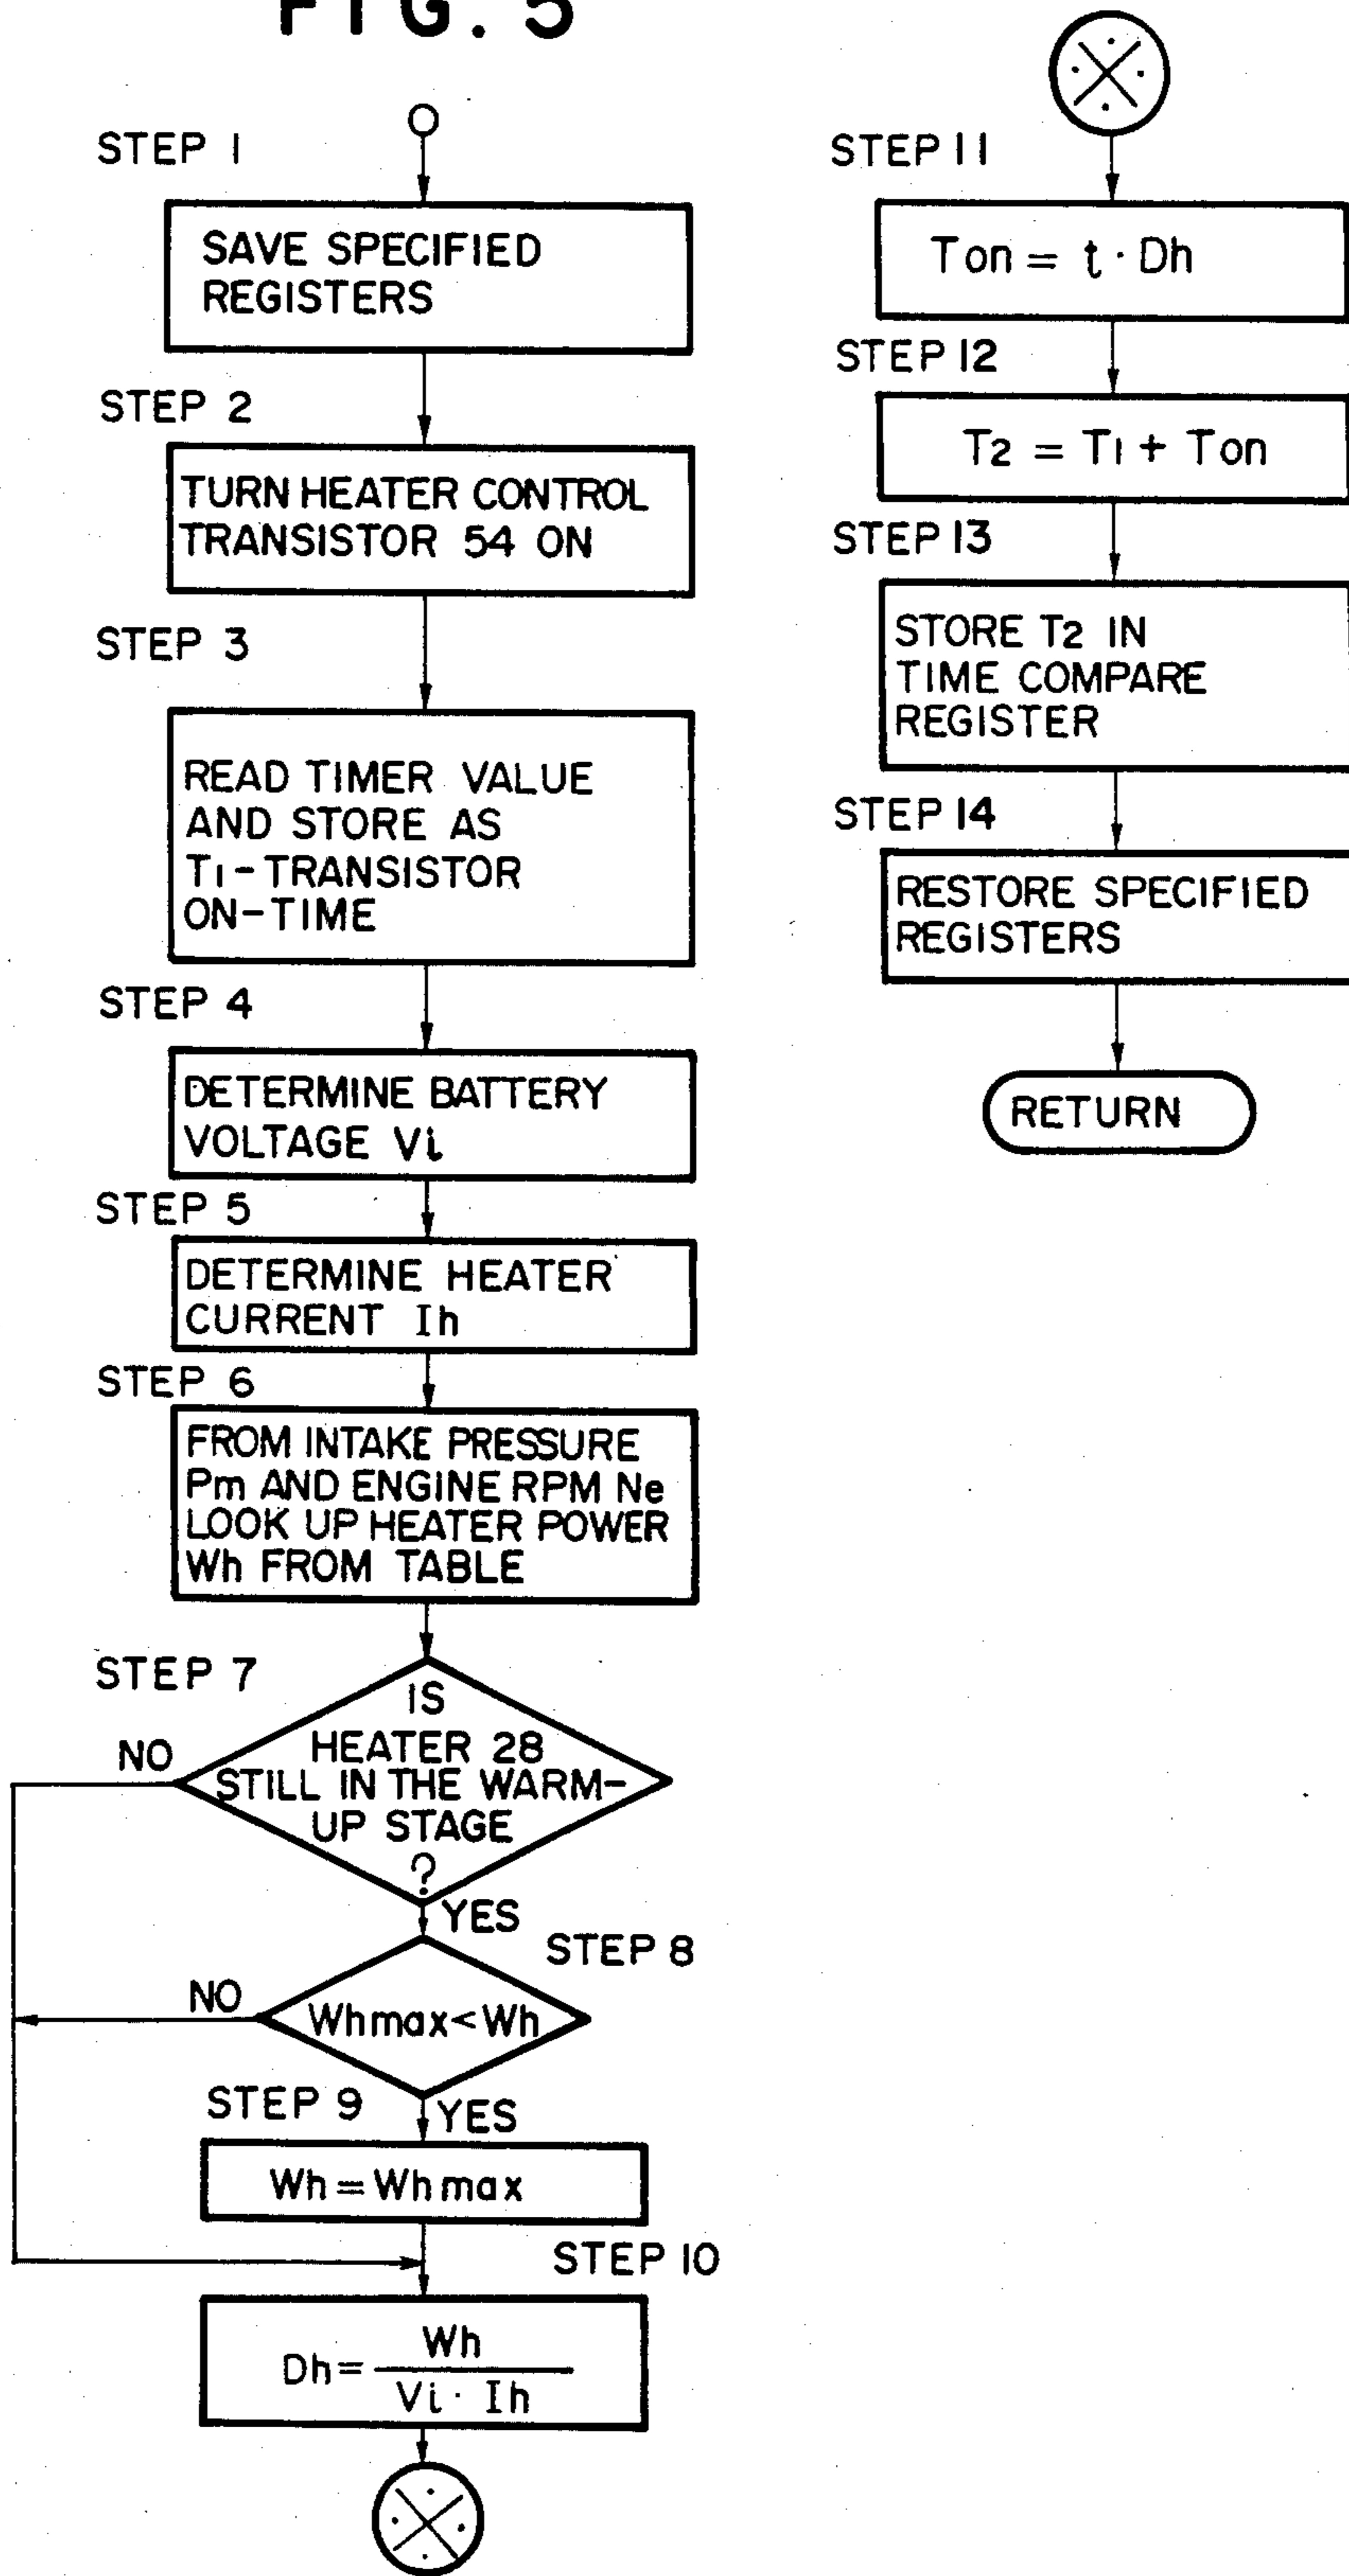 FIG. 5
STEP 1
SAVE SPECIFIED
REGISTERS
STEP 2
TURN HEATER CONTROL
TRANSISTOR 54 ON
STEP 3
READ TIMER VALUE
AND STORE AS
T1-TRANSISTOR
ON-TIME
STEP 4
DETERMINE BATTERY
VOLTAGE Vi
STEP 5
DETERMINE HEATER
CURRENT Ih
STEP 6
FROM INTAKE PRESSURE
Pm AND ENGINE RPM Ne
LOOK UP HEATER POWER
Wh FROM TABLE
STEP 7
IS
HEATER 28
STILL IN THE WARM-
UP STAGE
?
NO
YES
STEP 8
Whmax<Wh
NO
YES
STEP 9
Wh=Whmax
STEP 10
Dh= Wh
Vi· Ih
STEP 11
Ton = t·Dh
STEP 12
T2 = T1 + Ton
STEP 13
STORE T2 IN
TIME COMPARE
REGISTER
STEP 14
RESTORE SPECIFIED
REGISTERS
RETURN